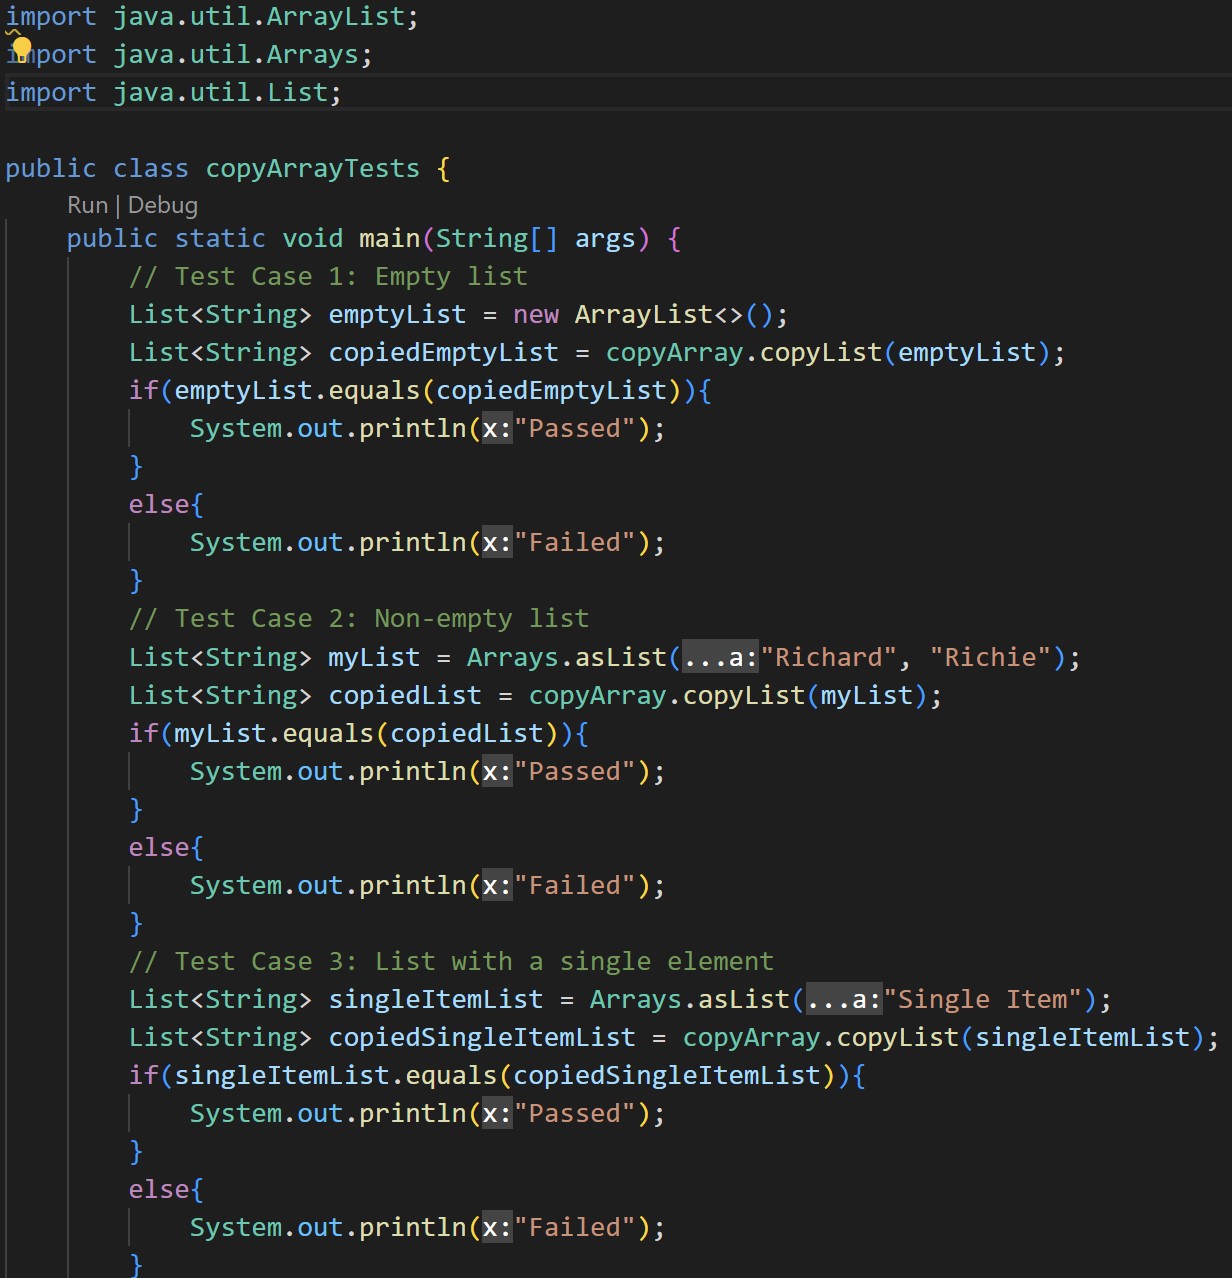 import java.util.ArrayList;
import java.util.Arrays;
import java.util.List;
public class copyArrayTests {
Run | Debug
public static void main(String[] args) {
// Test Case 1: Empty list
List<String> emptyList = new ArrayList<>();
List<String> copiedEmptyList = copyArray.copyList(emptyList);
if(emptyList.equals(copiedEmptyList)){
System.out.println(x:"Passed");
}
else{
System.out.println(x:"Failed");
}
// Test Case 2: Non-empty list
List<String> myList = Arrays.asList(...a:"Richard", "Richie");
List<String> copiedList = copyArray.copyList(myList);
if(myList.equals(copiedList)){
System.out.println(x:"Passed");
}
else{
System.out.println(x:"Failed");
}
// Test Case 3: List with a single element
List<String> singleItemList = Arrays.asList(...a:"Single Item");
List<String> copiedSingleItemList = copyArray.copyList(singleItemList);
if(singleItemList.equals(copiedSingleItemList)){
System.out.println(x:"Passed");
}
else{
System.out.println(x:"Failed");
}